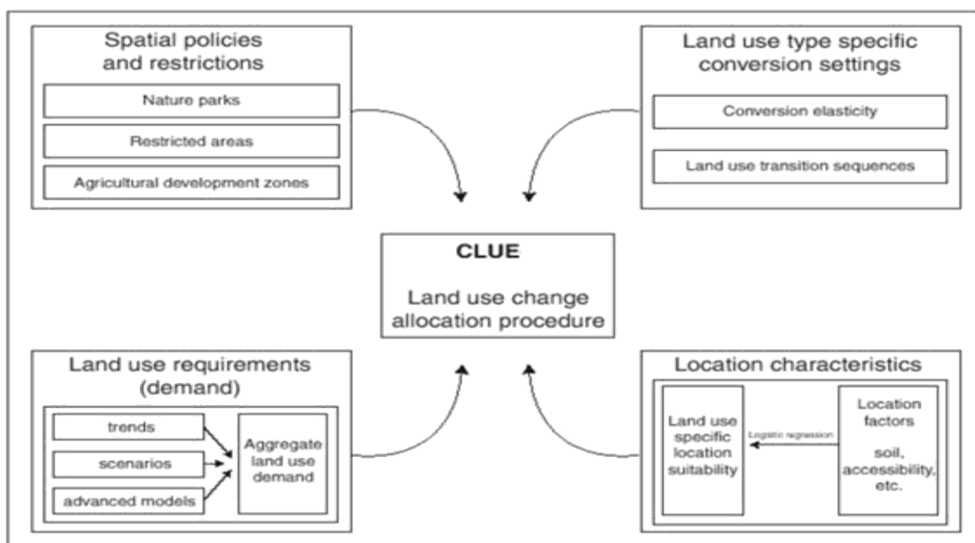 Spatial policies
and restrictions
Nature parks
Restricted areas
Agricultural development zones
Land use type specific
conversion settings
Conversion elasticity
Land use transition sequences
CLUE
Land use change
allocation procedure
Land use requirements
(demand)
trends
scenarios
advanced models
Aggregate
land use
demand
Location characteristics
Land use
specific
location
suitability
Logistic regression
Location
factors
soil,
accessibility,
etc.